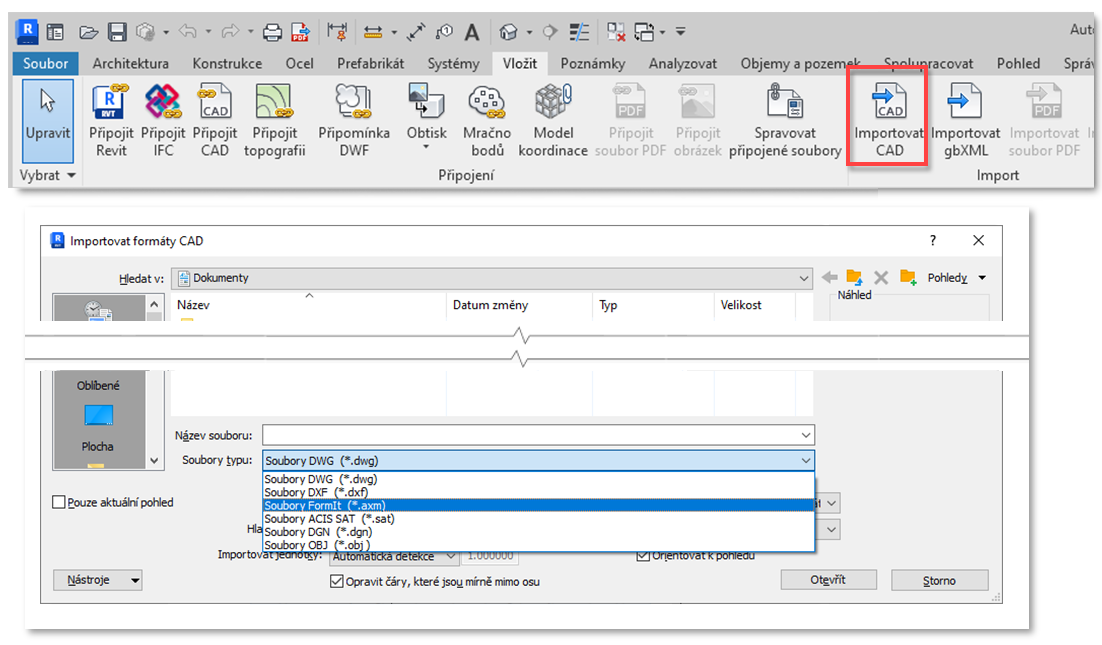 R
PDF
A
Auto
Soubor Architektura Konstrukce Ocel Prefabrikát Systémy Vložit Poznámky Analyzovat Objemy a pozemek Spolupracovat Pohled
R RVT
CAD
PDF
CAD
PDF
Upravit
Připojit Revit
Připojit IFC
Připojit CAD
Připojit topografii
Připomínka DWF
Obtisk
Mračno bodů
Model koordinace
Připojit soubor PDF
Připojit obrázek
Spravovat připojené soubory
Importovat CAD
Importovat gbXML
Importovat soubor PDF
Vybrat
Připojení
Import
Importovat formáty CAD ?
Hledat v: Dokumenty Pohledy
Náhled
Název Datum změny Typ Velikost
Oblíbené
Plocha
Název souboru:
Soubory typu: Soubory DWG (*.dwg)
Soubory DWG (*.dwg)
Soubory DXF (*.dxf)
Soubory FormIt (*.axm)
Soubory ACIS SAT (*.sat)
Soubory DGN (*.dgn)
Soubory OBJ (*.obj )
Pouze aktuální pohled
Importovat jednotky: Automatická detekce 1.000000 Orientovat k pohledu
Opravit čáry, které jsou mírně mimo osu
Nástroje Otevřít Storno